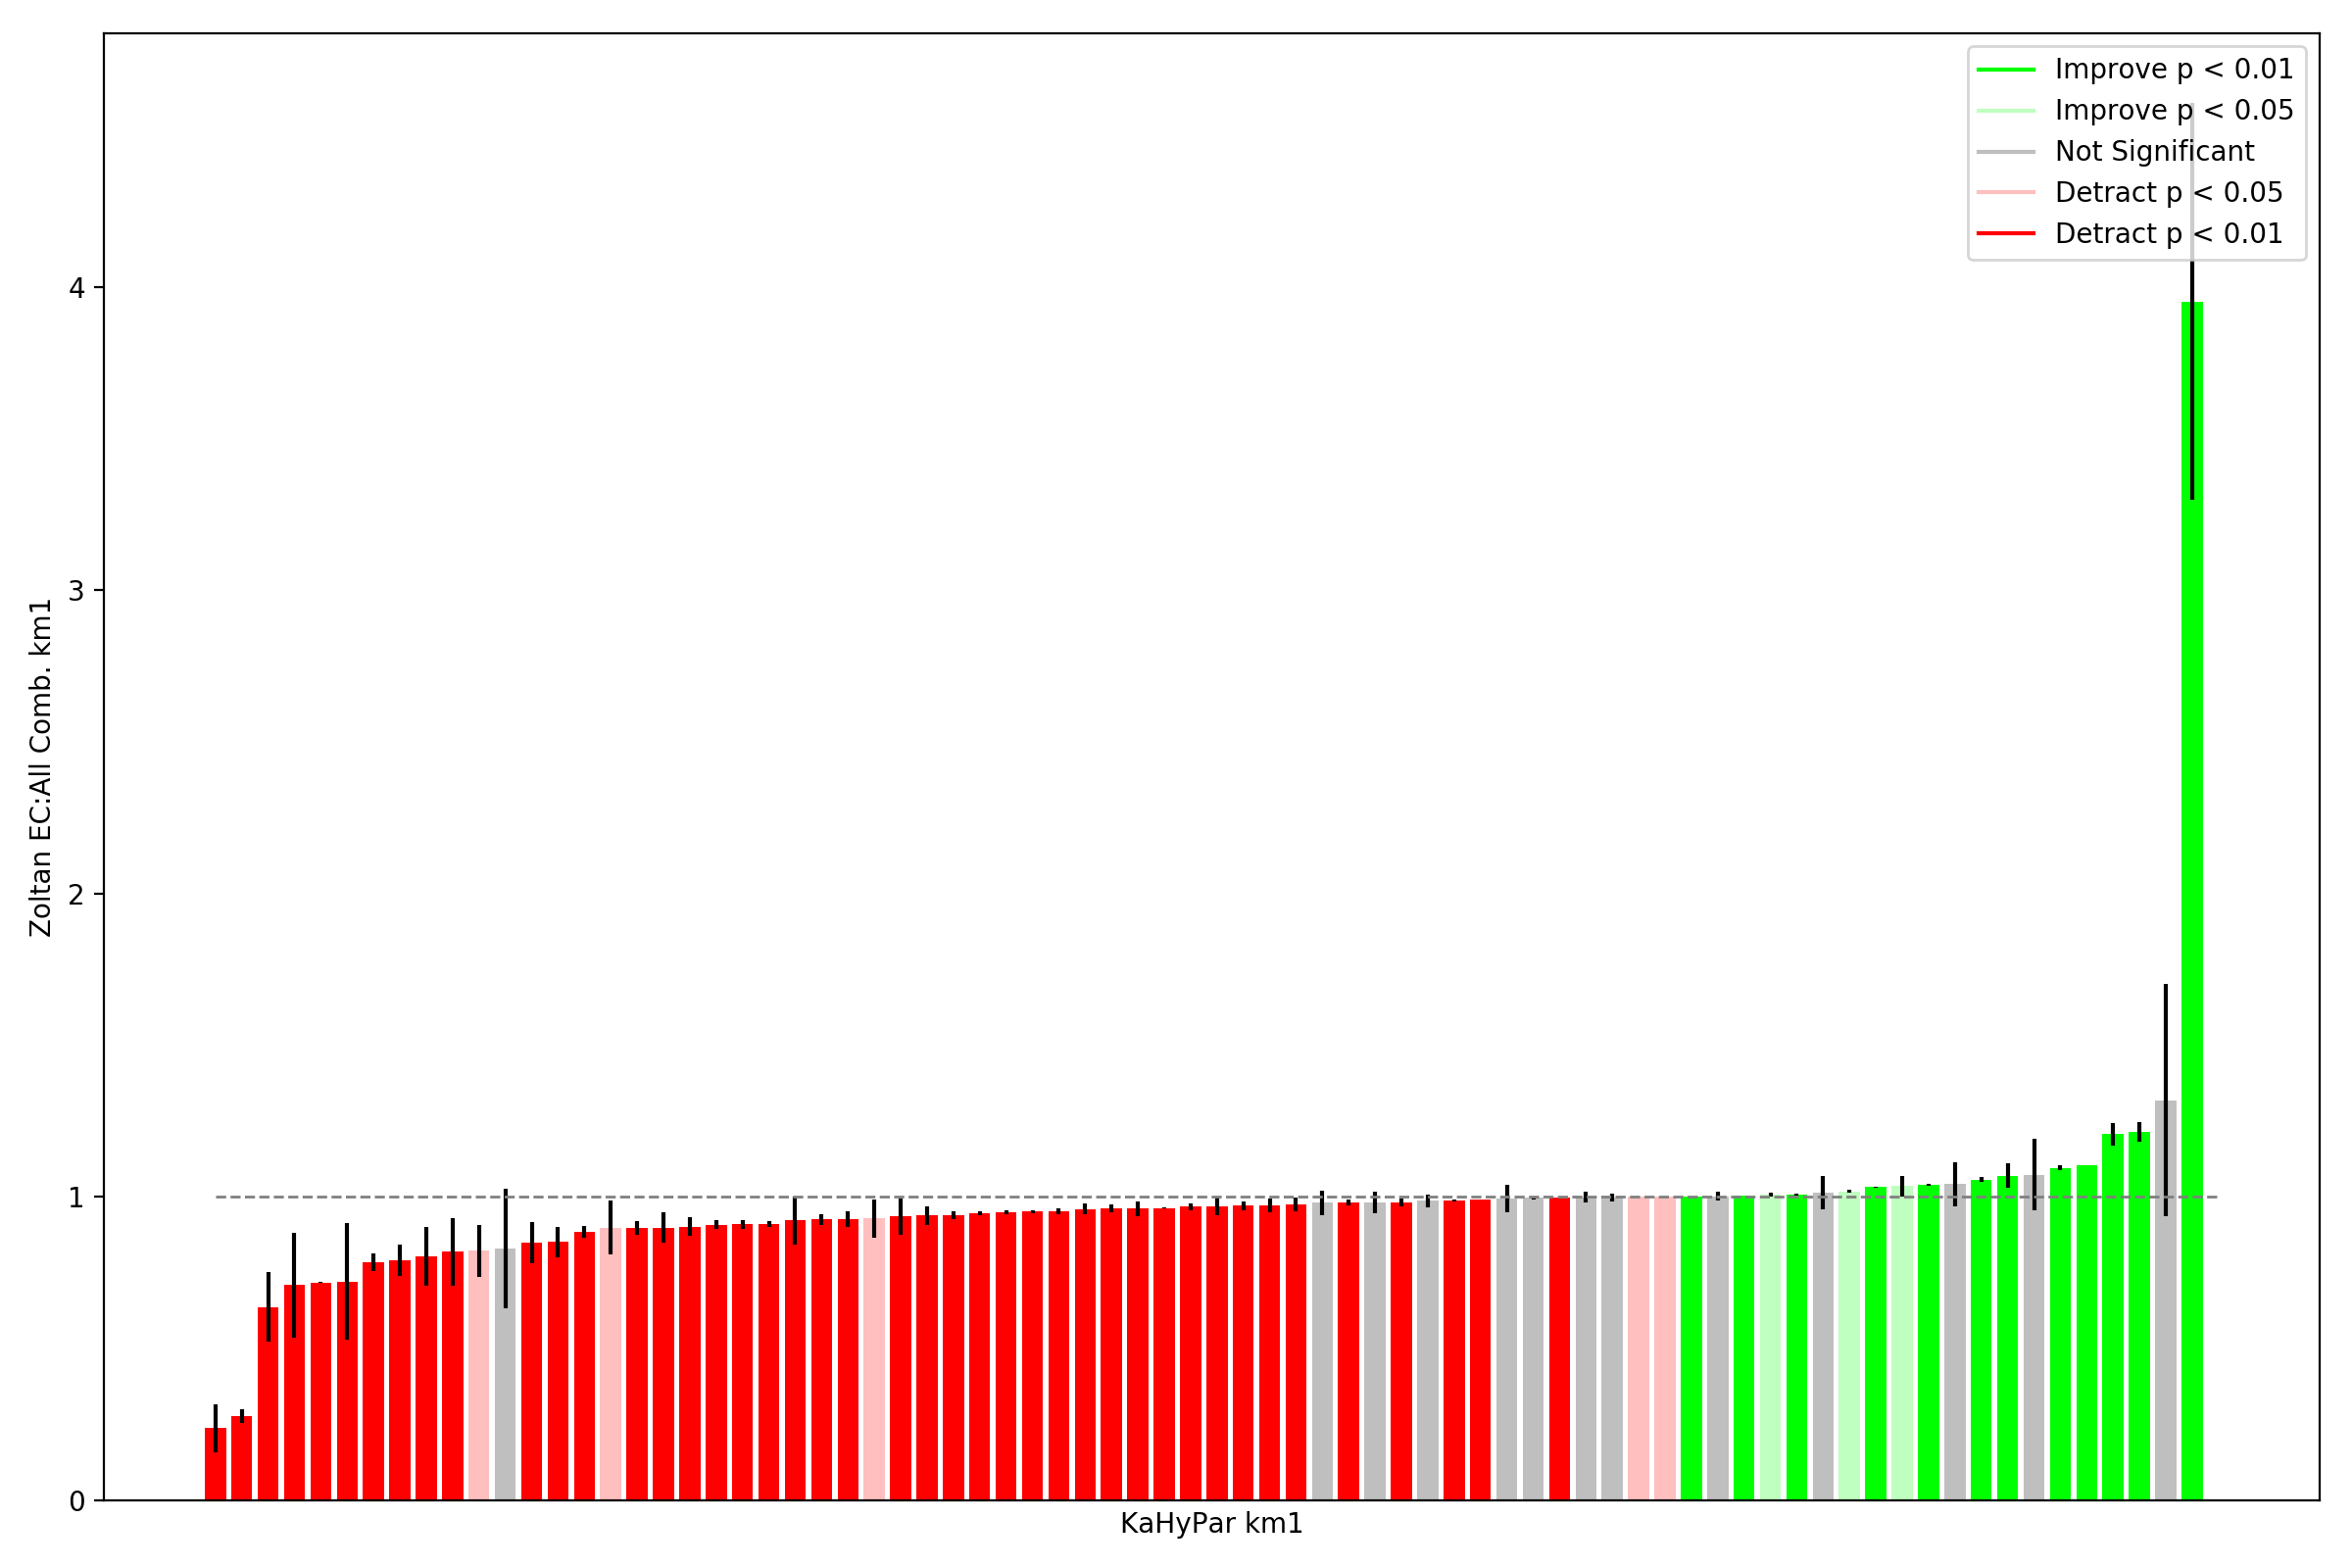 Improve p < 0.01
Improve p < 0.05
Not Significant
Detract p < 0.05
Detract p < 0.01
4
3
2
1
0
Zoltan EC:All Comb. km1
KaHyPar km1